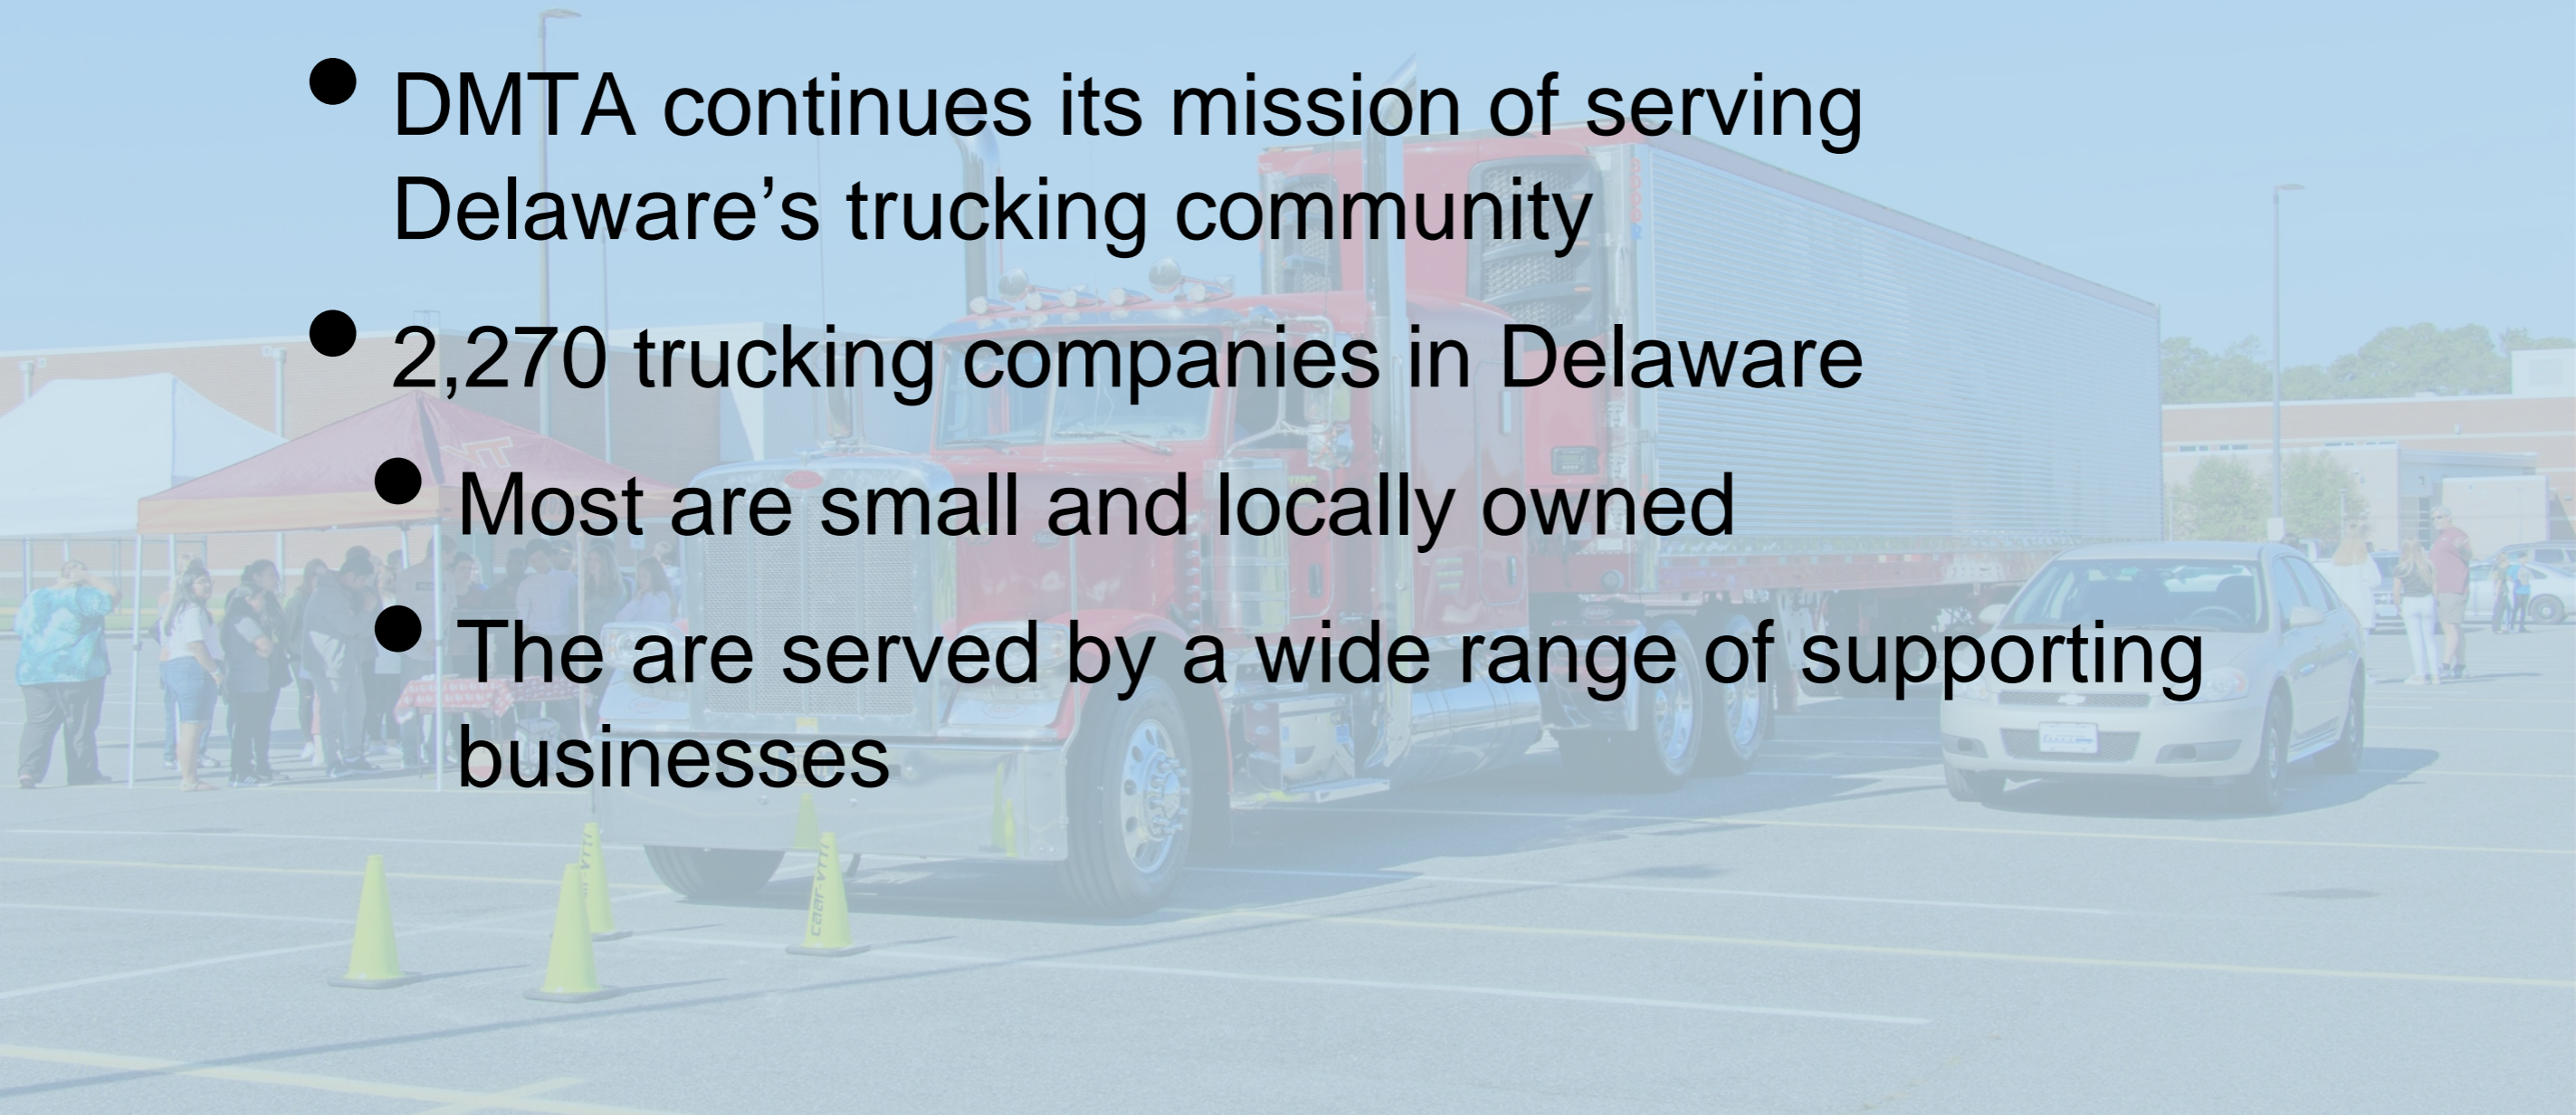 • DMTA continues its mission of serving
Delaware’s trucking community
• 2,270 trucking companies in Delaware
• Most are small and locally owned
• The are served by a wide range of supporting
businesses
VT